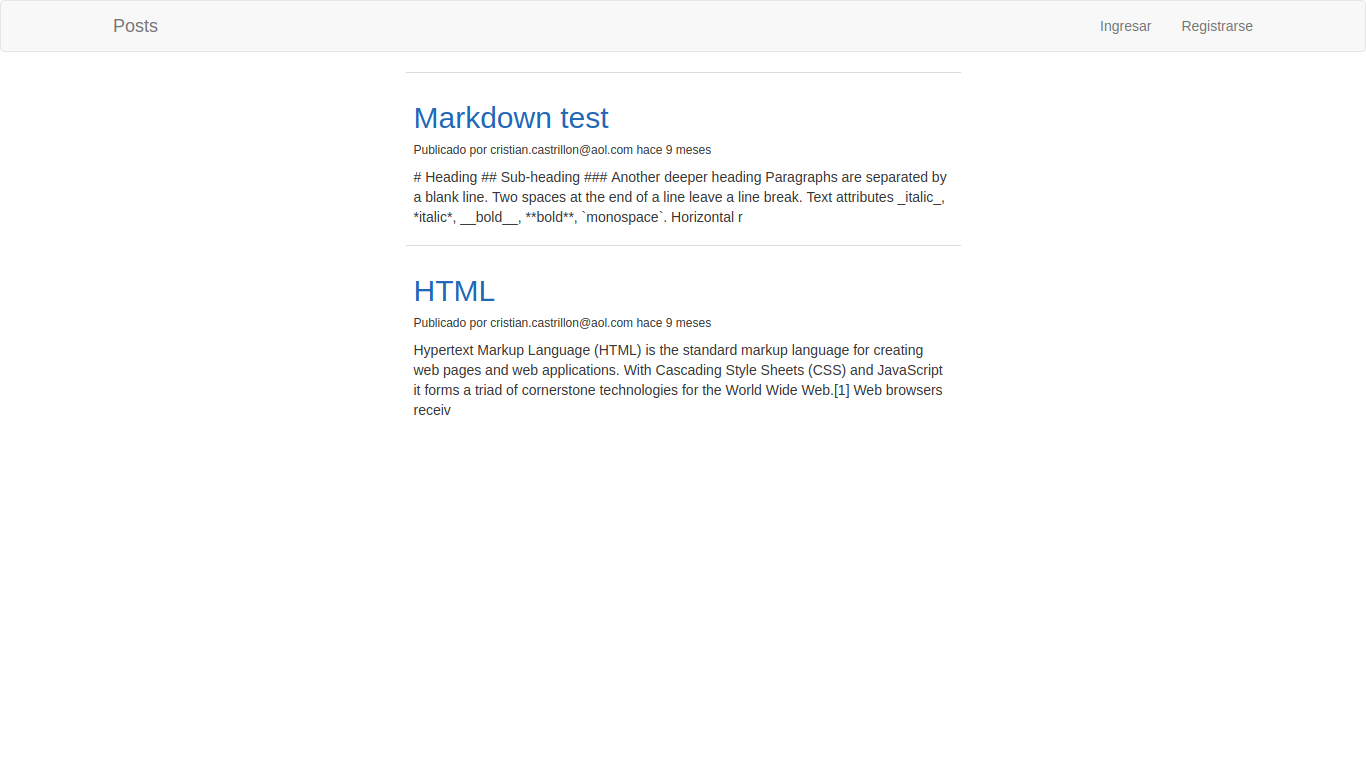 Posts
Ingresar
Registrarse
Markdown test
Publicado por cristian.castrillon@aol.com hace 9 meses
# Heading ## Sub-heading ### Another deeper heading Paragraphs are separated by
a blank line. Two spaces at the end of a line leave a line break. Text attributes _italic_,
*italic*, __bold__, **bold**, `monospace`. Horizontal r
HTML
Publicado por cristian.castrillon@aol.com hace 9 meses
Hypertext Markup Language (HTML) is the standard markup language for creating
web pages and web applications. With Cascading Style Sheets (CSS) and JavaScript
it forms a triad of cornerstone technologies for the World Wide Web.[1] Web browsers
receiv